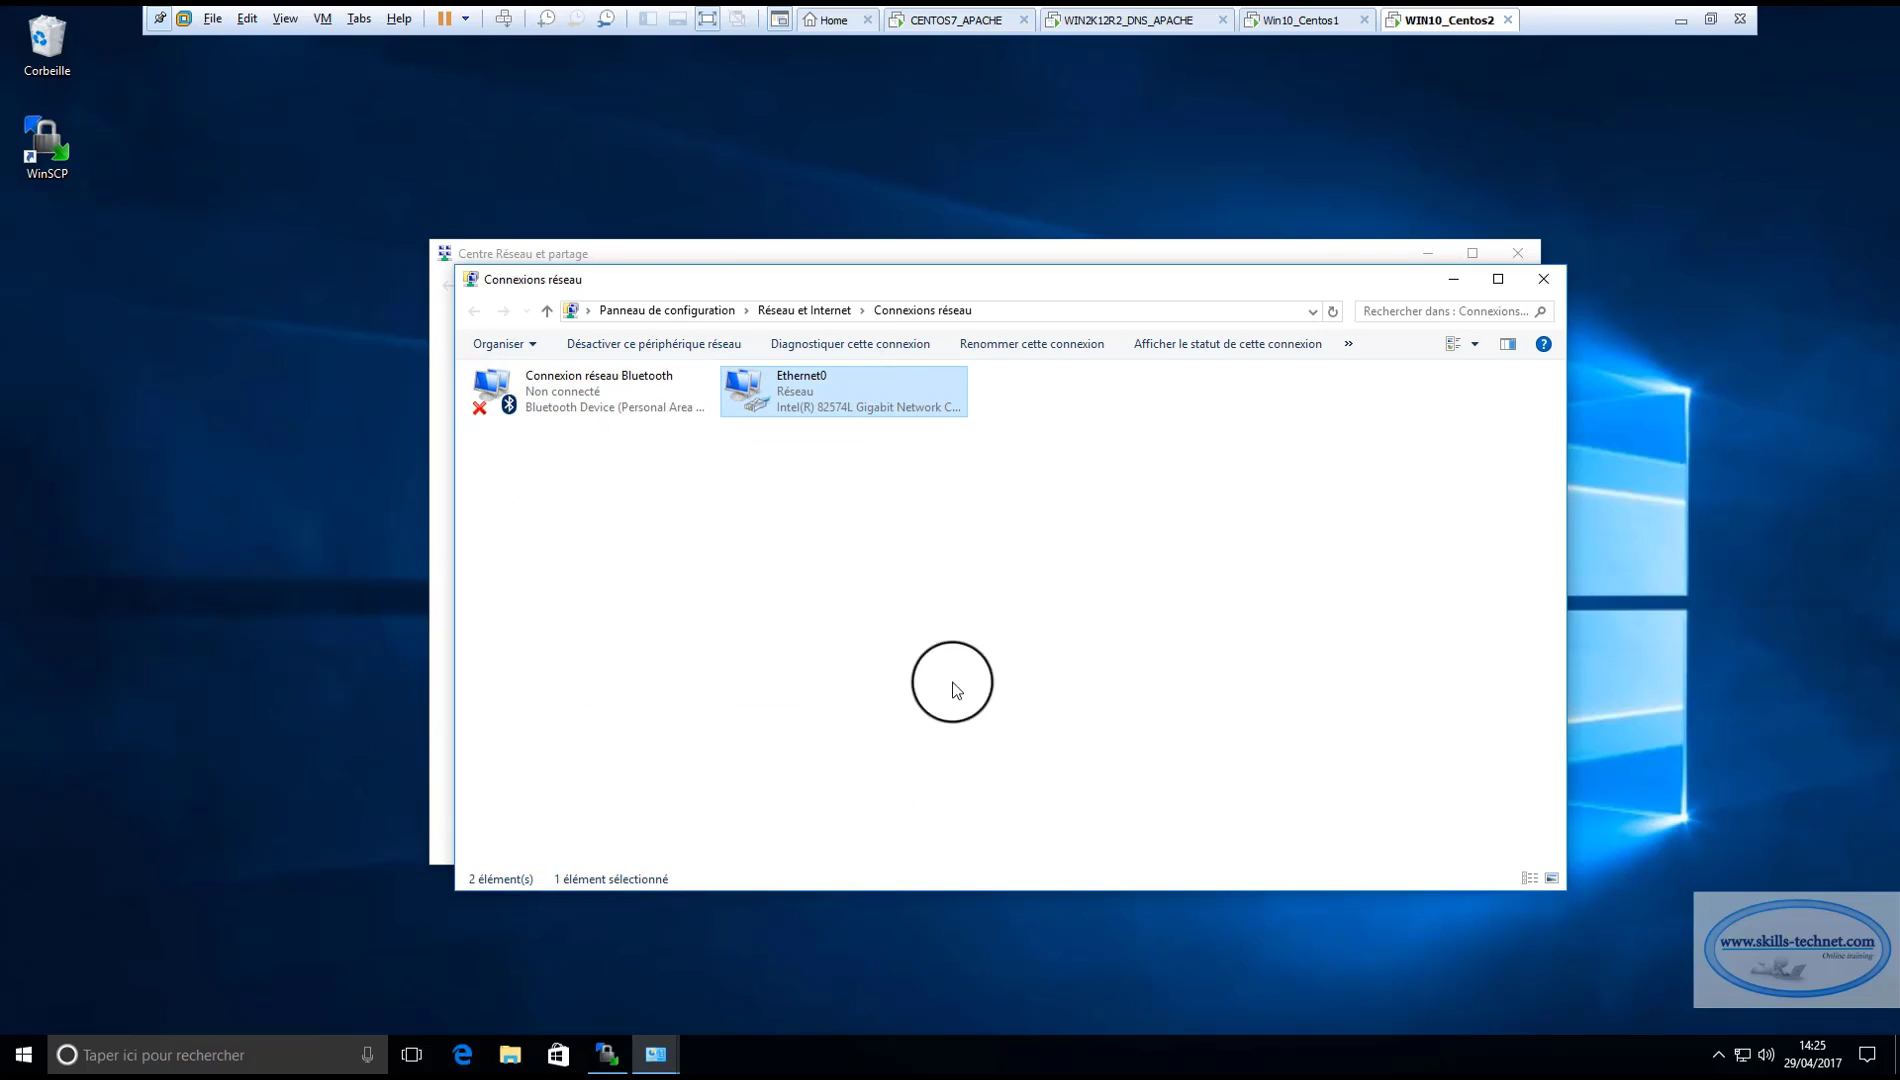 File Edit View VM Tabs Help
Home
CENTOS7_APACHE
WIN2K12R2_DNS_APACHE
Win10_Centos1
WIN10_Centos2
Corbeille
WinSCP
Centre Réseau et partage
Connexions réseau
Panneau de configuration > Réseau et Internet > Connexions réseau
Rechercher dans : Connexions...
Organiser
Désactiver ce périphérique réseau
Diagnostiquer cette connexion
Renommer cette connexion
Afficher le statut de cette connexion
»
Connexion réseau Bluetooth
Non connecté
Bluetooth Device (Personal Area ...
Ethernet0
Réseau
Intel(R) 82574L Gigabit Network C...
2 élément(s)
1 élément sélectionné
www.skills-technet.com
Online training
Taper ici pour rechercher
14:25
29/04/2017